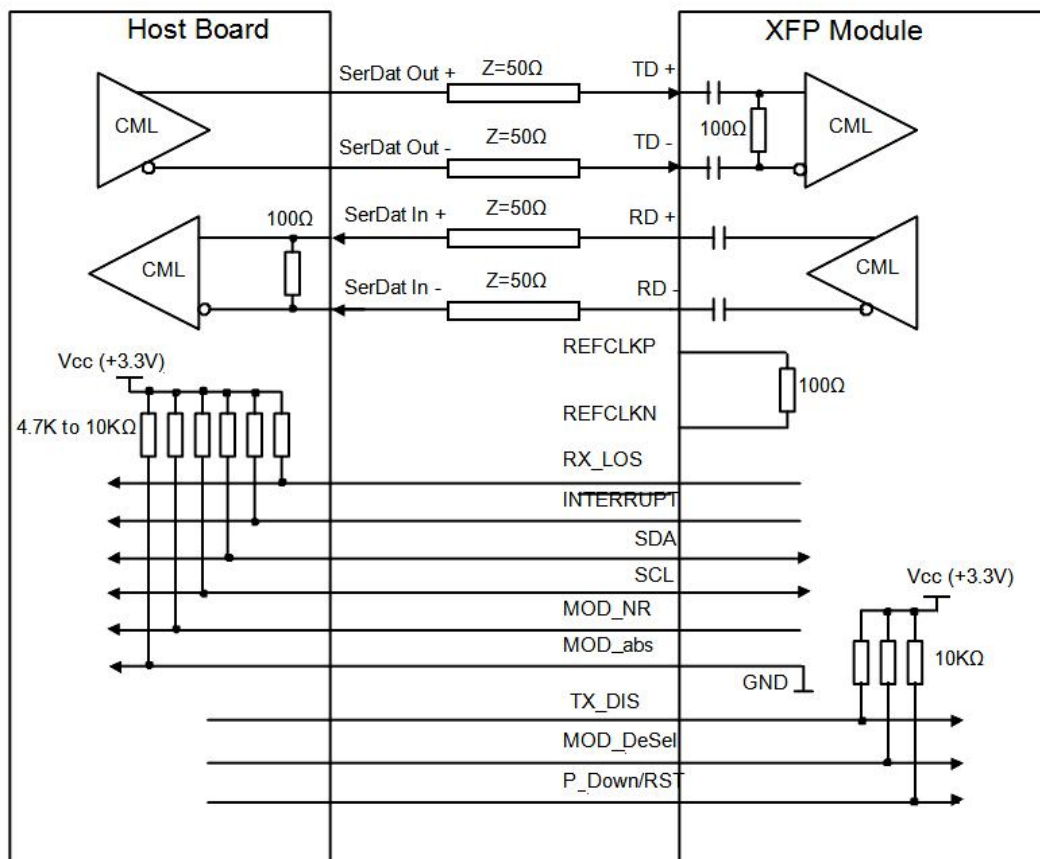 Host Board
XFP Module
SerDat Out +
Z=50Ω
TD +
CML
100Ω
CML
SerDat Out -
Z=50Ω
TD -
100Ω
SerDat In +
Z=50Ω
RD +
CML
SerDat In -
Z=50Ω
RD -
CML
Vcc (+3.3V)
REFCLKP
100Ω
4.7K to 10KΩ
REFCLKN
RX_LOS
INTERRUPT
SDA
SCL
Vcc (+3.3V)
MOD_NR
MOD_abs
10KΩ
GND
TX_DIS
MOD_DeSel
P_Down/RST